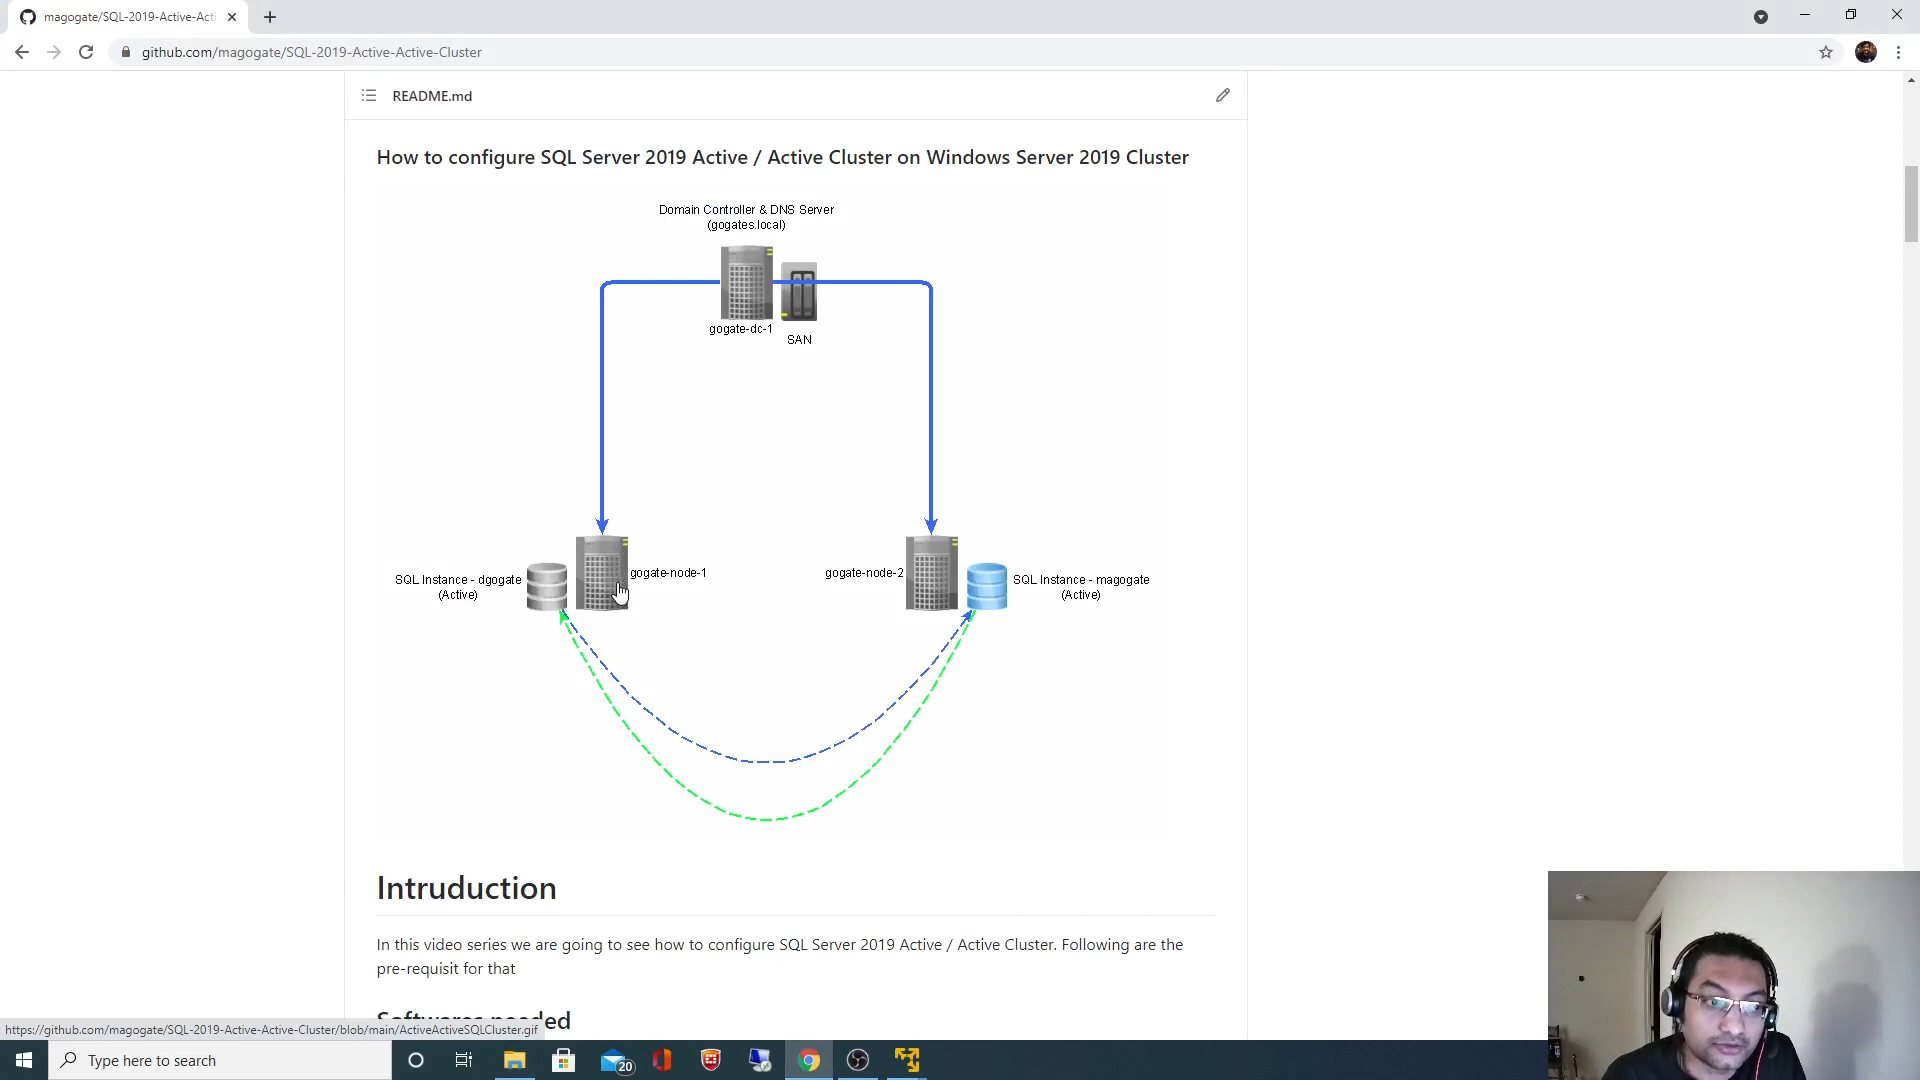 magogate/SQL-2019-Active-Acti
github.com/magogate/SQL-2019-Active-Active-Cluster
README.md
How to configure SQL Server 2019 Active / Active Cluster on Windows Server 2019 Cluster
Domain Controller & DNS Server
(gogates.local)
gogate-dc-1
SAN
SQL Instance - dgogate
(Active)
gogate-node-1
gogate-node-2
SQL Instance - magogate
(Active)
Intruduction
In this video series we are going to see how to configure SQL Server 2019 Active / Active Cluster. Following are the
pre-requisit for that
Softwares needed
https://github.com/magogate/SQL-2019-Active-Active-Cluster/blob/main/ActiveActiveSQLCluster.gif
Type here to search
20